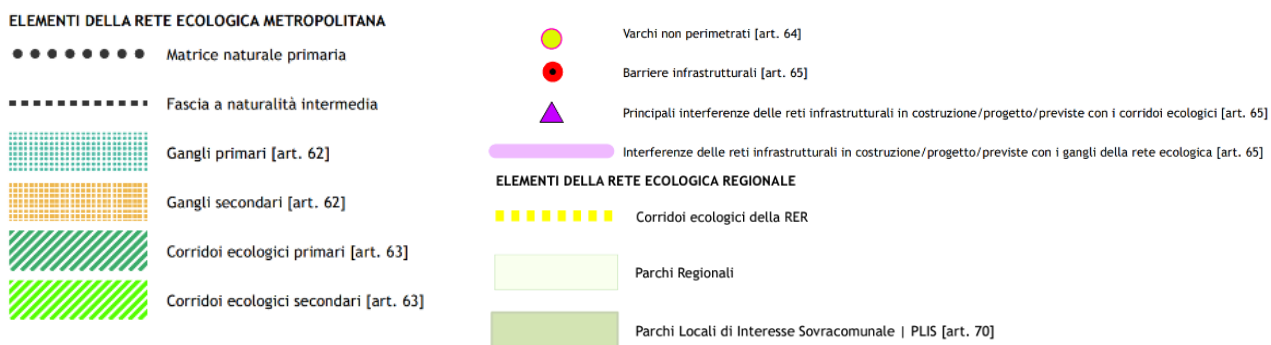 ELEMENTI DELLA RETE ECOLOGICA METROPOLITANA
Matrice naturale primaria
Fascia a naturalità intermedia
Gangli primari [art. 62]
Gangli secondari [art. 62]
Corridoi ecologici primari [art. 63]
Corridoi ecologici secondari [art. 63]
Varchi non perimetrati [art. 64]
Barriere infrastrutturali [art. 65]
Principali interferenze delle reti infrastrutturali in costruzione/progetto/previste con i corridoi ecologici [art. 65]
Interferenze delle reti infrastrutturali in costruzione/progetto/previste con i gangli della rete ecologica [art. 65]
ELEMENTI DELLA RETE ECOLOGICA REGIONALE
Corridoi ecologici della RER
Parchi Regionali
Parchi Locali di Interesse Sovracomunale | PLIS [art. 70]